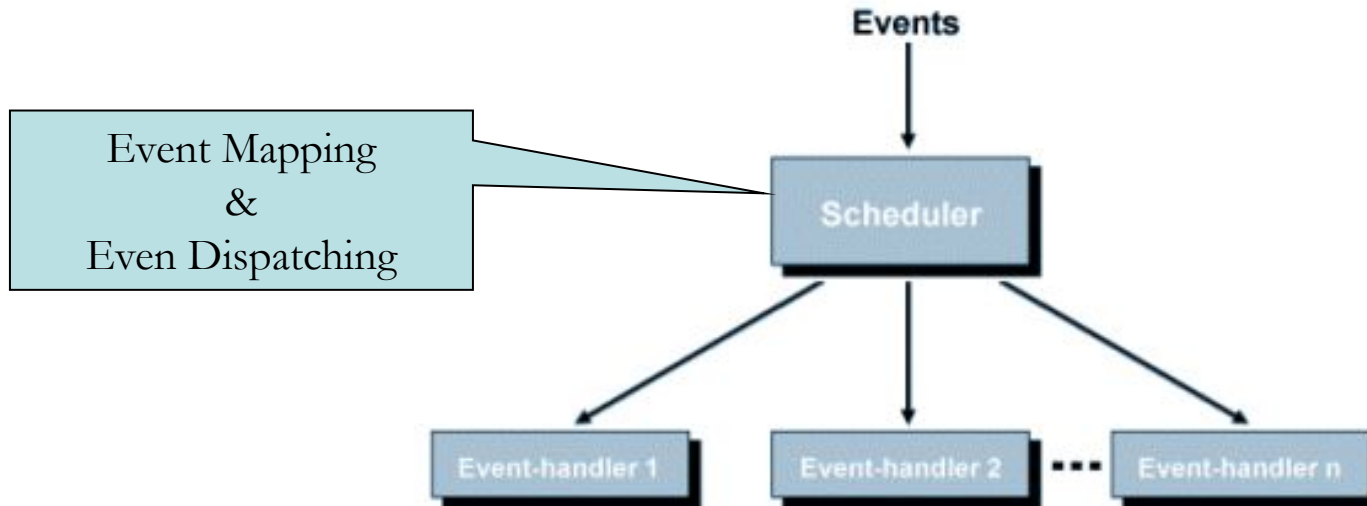 Events
Event Mapping
&
Even Dispatching
Scheduler
Event-handler 1
Event-handler 2
Event-handler n